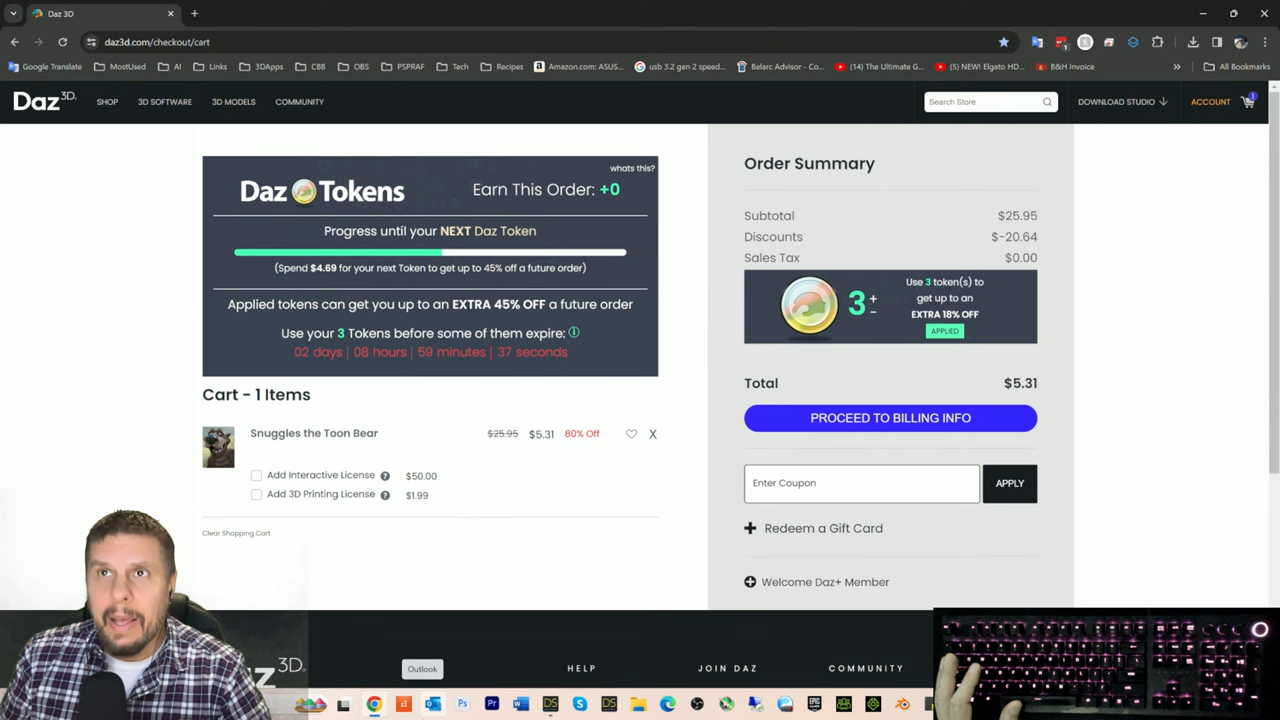 Daz 3D
daz3d.com/checkout/cart
Google Translate MostUsed AI Links 3DApps CBB OBS PSPRAF Tech Recipes Amazon.com: ASUS... usb 3.2 gen 2 speed... Belarc Advisor - Co... (14) The Ultimate G... (5) NEW! Elgato HD... B&H Invoice » All Bookmarks
Daz 3D. SHOP 3D SOFTWARE 3D MODELS COMMUNITY Search Store DOWNLOAD STUDIO ACCOUNT 1
whats this?
Daz Tokens Earn This Order: +0
Progress until your NEXT Daz Token
(Spend $4.69 for your next Token to get up to 45% off a future order)
Applied tokens can get you up to an EXTRA 45% OFF a future order
Use your 3 Tokens before some of them expire:
02 days | 08 hours | 59 minutes | 37 seconds
Cart - 1 Items
Snuggles the Toon Bear $25.95 $5.31 80% Off X
Add Interactive License ? $50.00
Add 3D Printing License ? $1.99
Clear Shopping Cart
Order Summary
Subtotal $25.95
Discounts $-20.64
Sales Tax $0.00
3 + -
Use 3 token(s) to
get up to an
EXTRA 18% OFF
APPLIED
Total $5.31
PROCEED TO BILLING INFO
Enter Coupon APPLY
Redeem a Gift Card
Welcome Daz+ Member
3D.
Outlook
HELP JOIN DAZ COMMUNITY